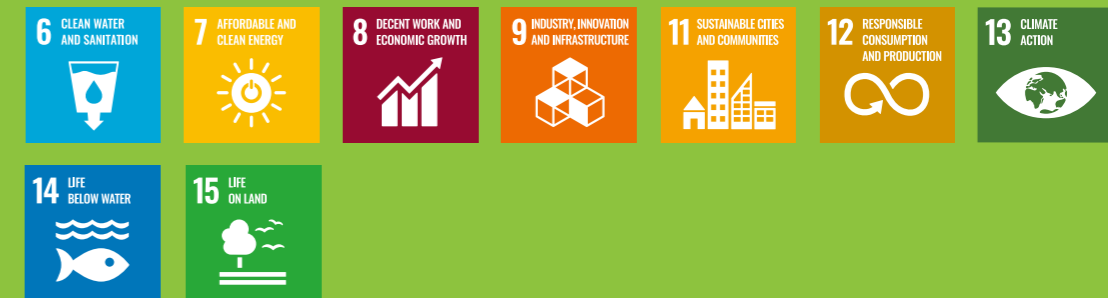 6 CLEAN WATER
AND SANITATION
7 AFFORDABLE AND
CLEAN ENERGY
8 DECENT WORK AND
ECONOMIC GROWTH
9 INDUSTRY, INNOVATION
AND INFRASTRUCTURE
11 SUSTAINABLE CITIES
AND COMMUNITIES
12 RESPONSIBLE
CONSUMPTION
AND PRODUCTION
13 CLIMATE
ACTION
14 LIFE
BELOW WATER
15 LIFE
ON LAND